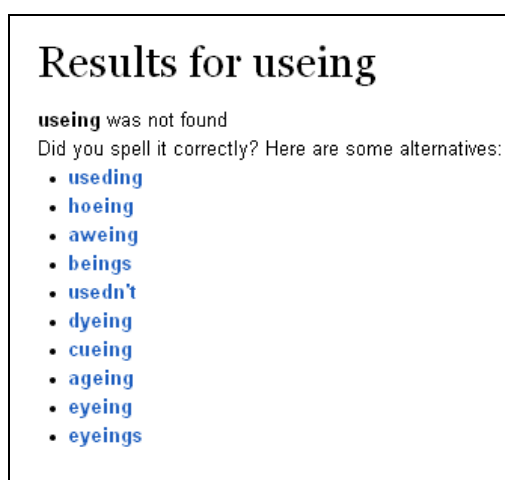 Results for useing
useing was not found
Did you spell it correctly? Here are some alternatives:
• useding
• hoeing
• aweing
• beings
• usedn't
• dyeing
• cueing
• ageing
• eyeing
• eyeings